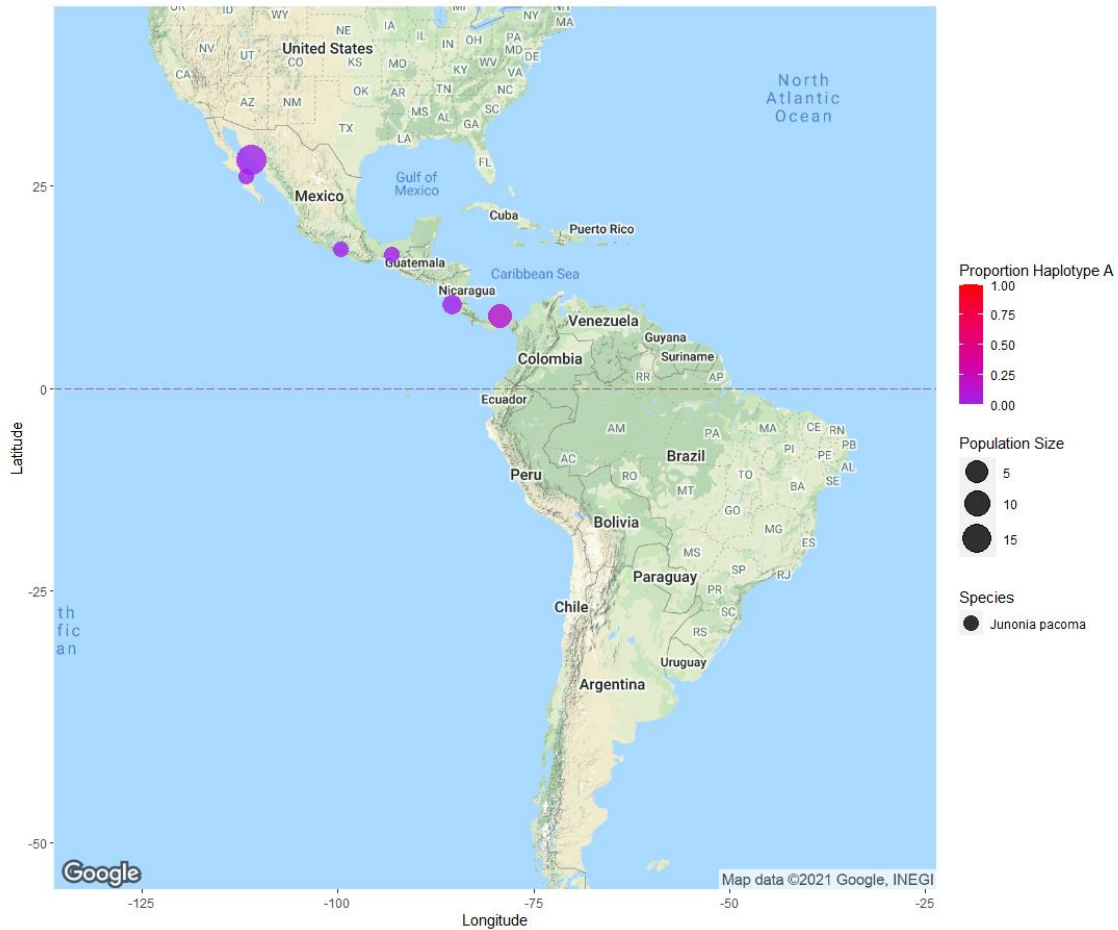 OR
ID
WY
MI
NY
NH
MA
NE
IA
IL
IN
OH
PA
NV
UT
CO
United States
KS
MO
KY
WV
MD
DE
NJ
VA
CA
AZ
NM
OK
AR
TN
NC
SC
TX
MS
AL
GA
LA
FL
North
Atlantic
Ocean
25
Gulf of
Mexico
Mexico
Cuba
Puerto Rico
Guatemala
Caribbean Sea
Nicaragua
Venezuela
Guyana
Suriname
Colombia
RR
AP
0
Ecuador
AM
PA
MA
CE
RN
PB
PI
PE
AL
SE
AC
Brazil
TO
RO
BA
Peru
MT
GO
Bolivia
MG
ES
MS
SP
RJ
-25
Paraguay
PR
SC
Chile
RS
th
fic
an
Uruguay
Argentina
-50
Google
Map data ©2021 Google, INEGI
-125
-100
-75
-50
-25
Longitude
Latitude
Proportion Haplotype A
1.00
0.75
0.50
0.25
0.00
Population Size
5
10
15
Species
Junonia pacoma